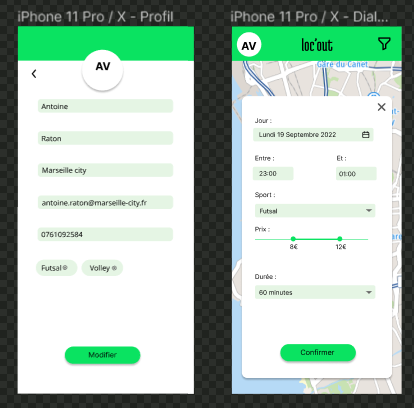 iPhone 11 Pro / X - Profil
AV
Antoine
Raton
Marseille city
antoine.raton@marseille-city.fr
0761092584
Futsal
Volley
Modifier
iPhone 11 Pro / X - Dial...
AV
loc'out
Gare du Canet
Jour :
Lundi 19 Septembre 2022
Entre :
Et :
23:00
01:00
Sport :
Futsal
Prix :
8€
12€
Durée :
60 minutes
Confirmer